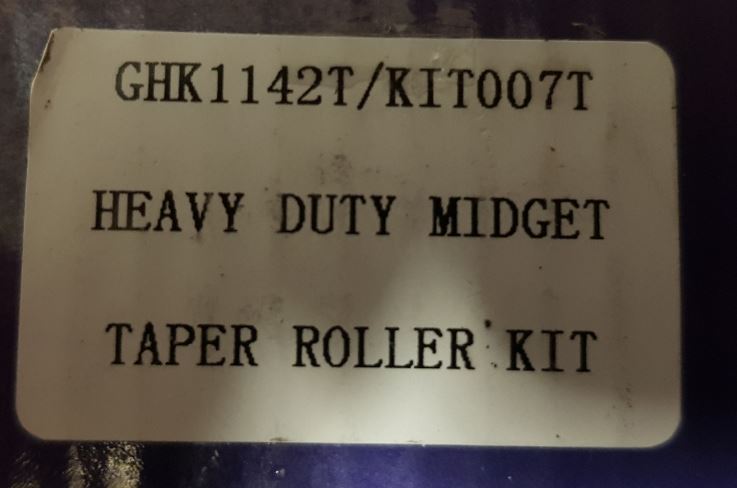 GHK1142T/KIT007T
HEAVY DUTY MIDGET
TAPER ROLLER KIT